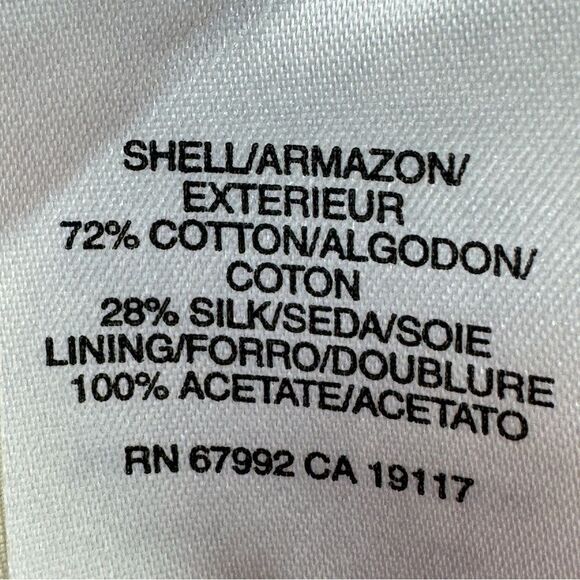 SHELL/ARMAZON/
EXTERIEUR
72% COTTON/ALGODON/
COTON
28% SILK/SEDA/SOIE
LINING/FORRO/DOUBLURE
100% ACETATE/ACETATO
RN 67992 CA 19117